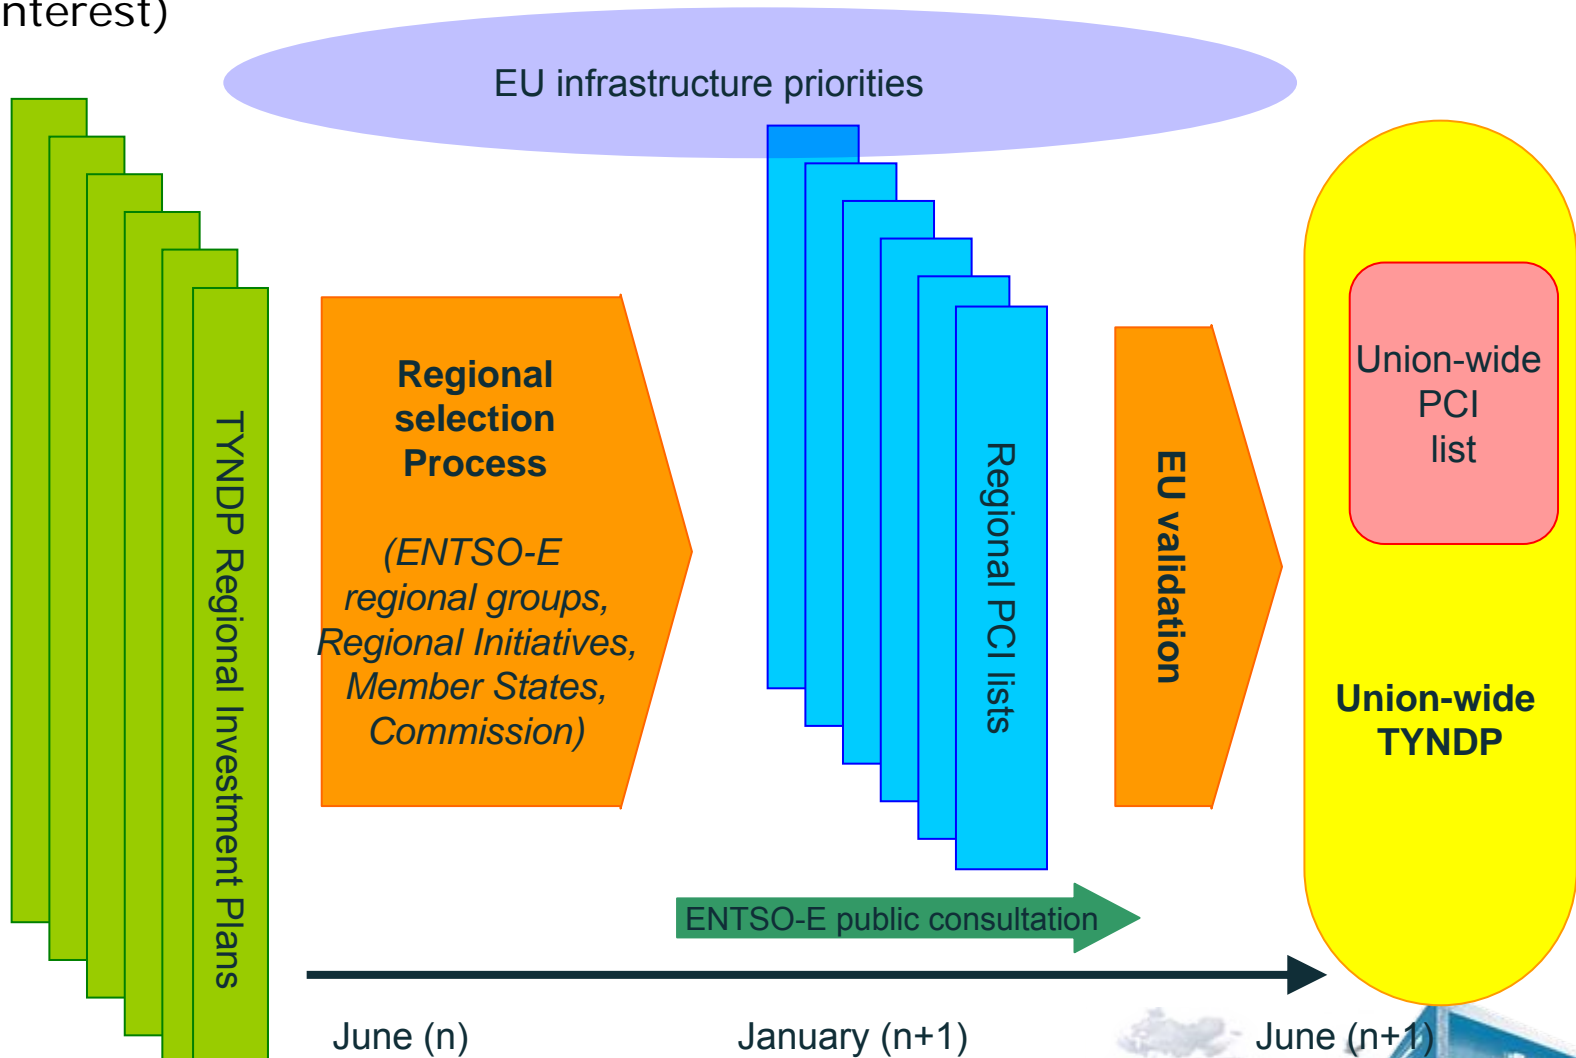 nterest)
EU infrastructure priorities
TYNDP Regional Investment Plans
Regional
selection
Process
(ENTSO-E
regional groups,
Regional Initiatives,
Member States,
Commission)
Regional PCI lists
EU validation
Union-wide
PCI
list
Union-wide
TYNDP
ENTSO-E public consultation
June (n)
January (n+1)
June (n+1)